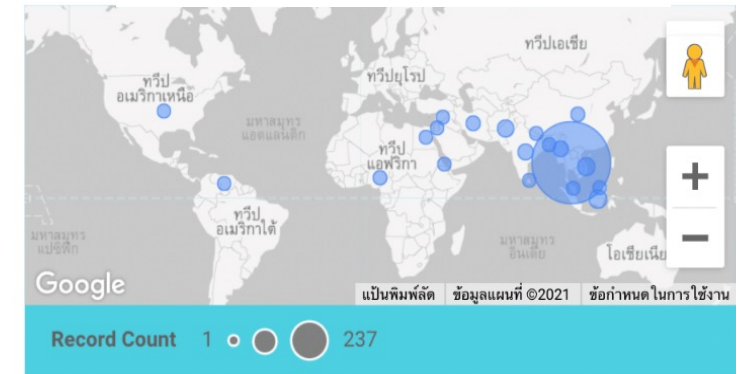 ทวีปเอเชีย
ทวีป
อเมริกาเหนือ
ทวีปยุโรป
มหาสมุทร
แอตแลนติก
ทวีป
แอฟริกา
ทวีป
อเมริกาใต้
มหาสมุทร
แปซิฟิก
มหาสมุทร
อินเดีย
โอเชียเนีย
Google
แป้นพิมพ์ลัด ข้อมูลแผนที่ ©2021 ข้อกำหนดในการใช้งาน
Record Count 1 237